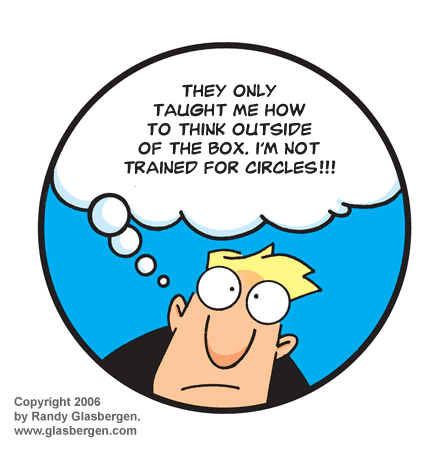 THEY ONLY
TAUGHT ME HOW
TO THINK OUTSIDE
OF THE BOX. I'M NOT
TRAINED FOR CIRCLES!!!
Copyright 2006
by Randy Glasbergen.
www.glasbergen.com